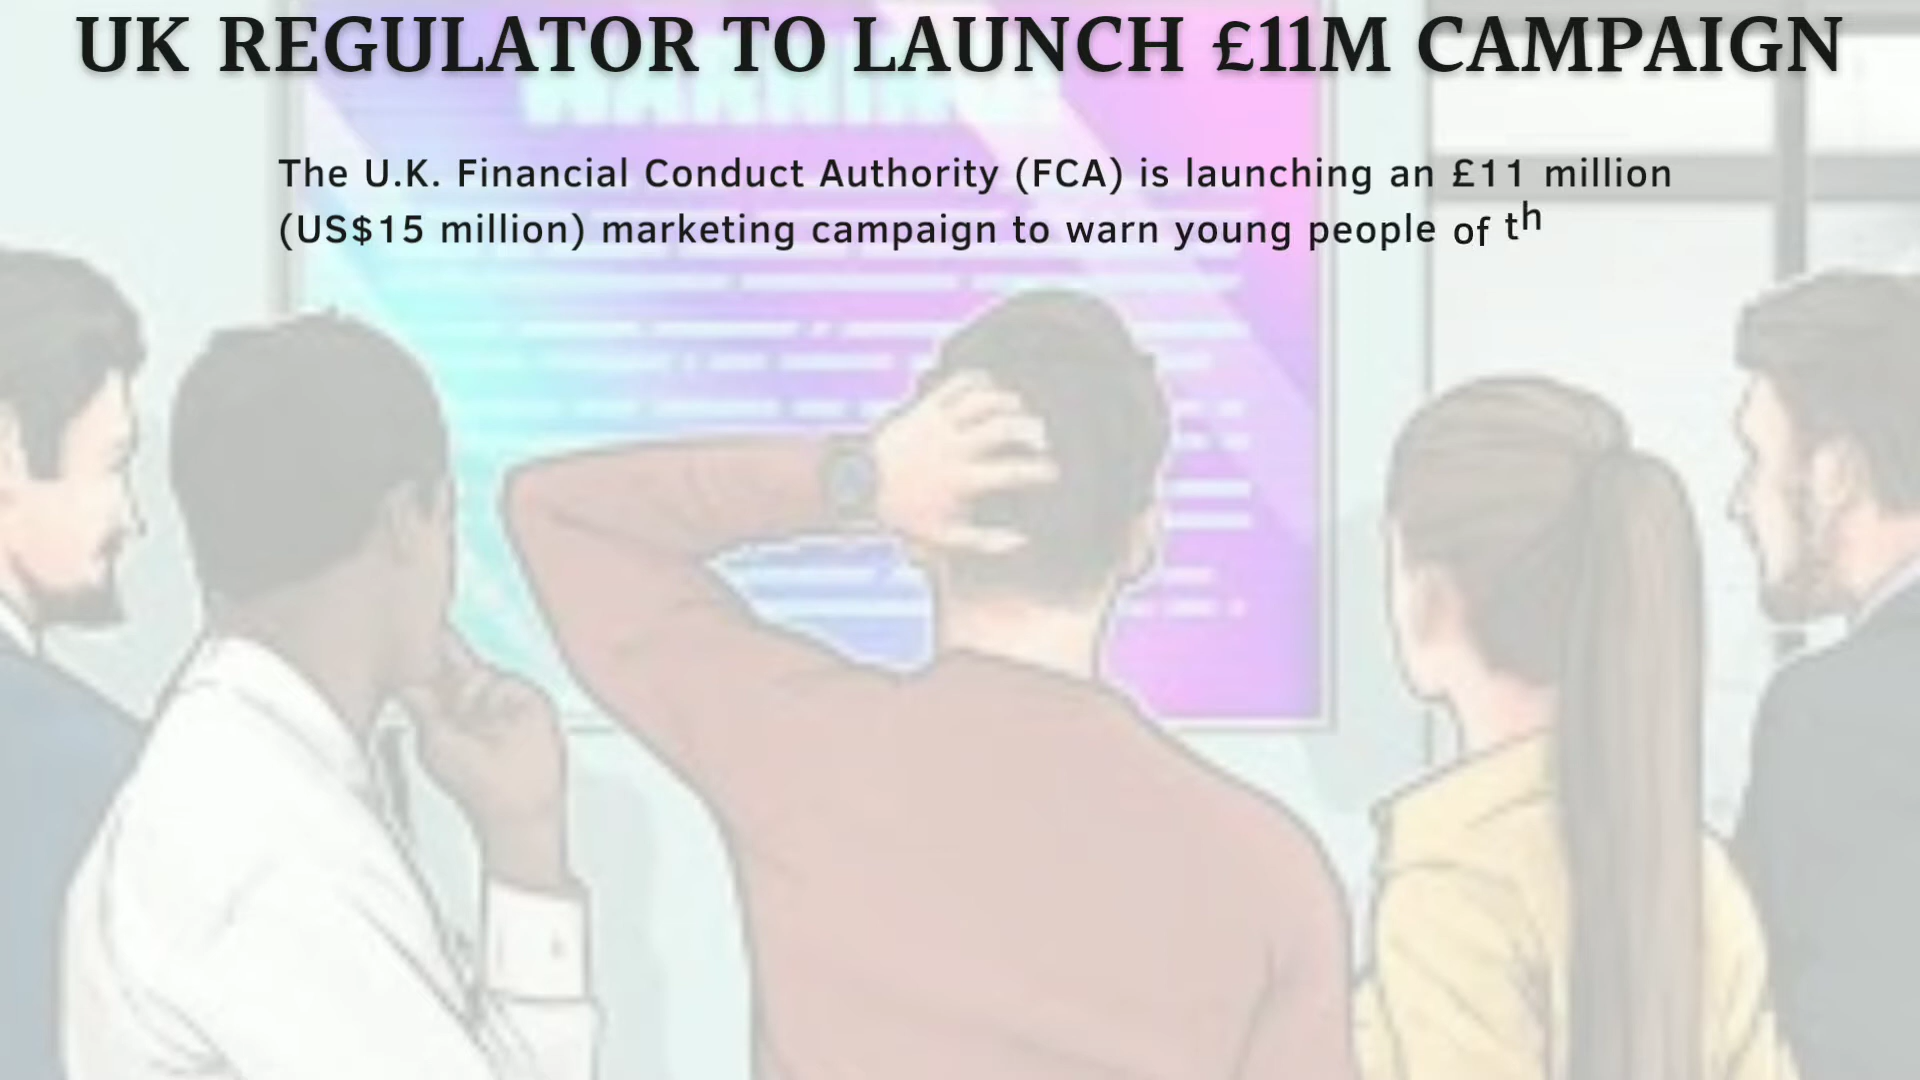 UK REGULATOR TO LAUNCH £11M CAMPAIGN
The U.K. Financial Conduct Authority (FCA) is launching an £11 million
(US$15 million) marketing campaign to warn young people of th